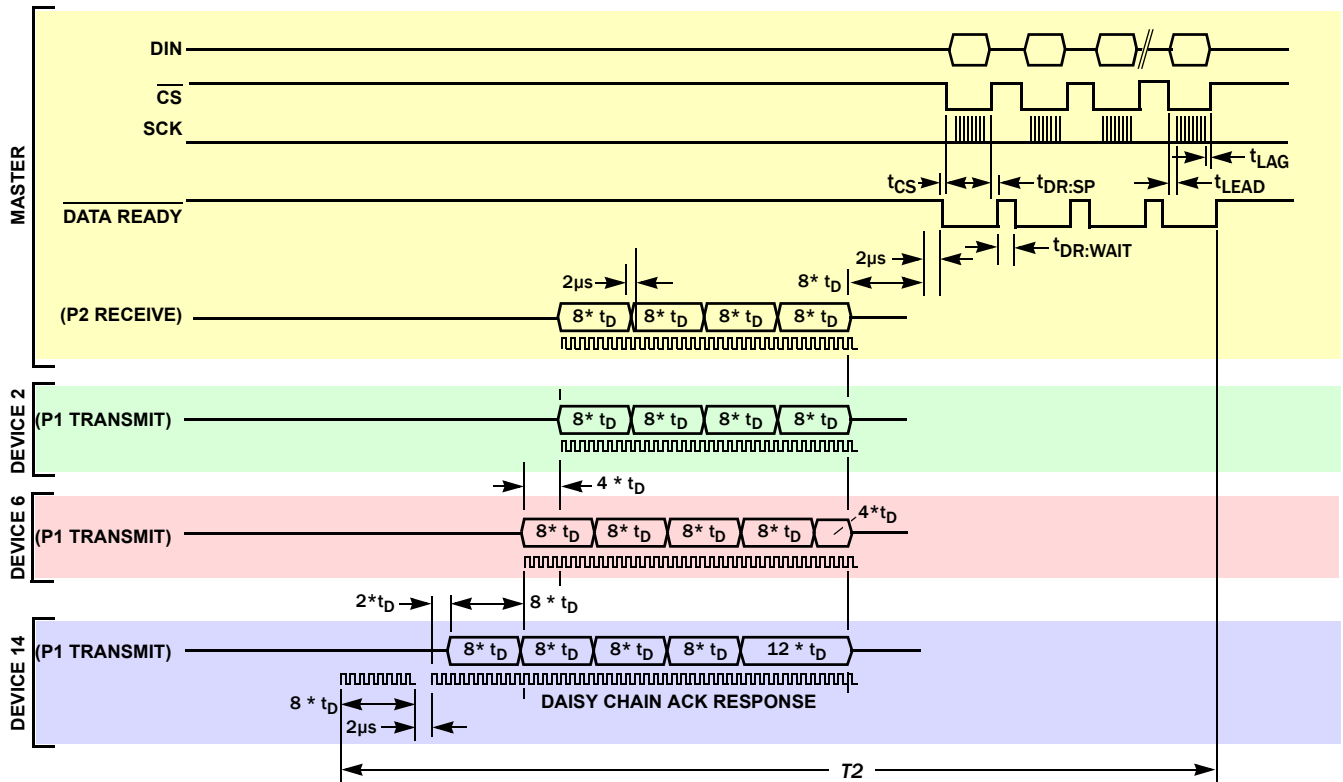 MASTER
DIN
CS
SCK
tLAG
tCS
tDR:SP
tLEAD
DATA READY
tDR:WAIT
2µs
8* tD
2µs
(P2 RECEIVE)
8* tD
8* tD
8* tD
8* tD
DEVICE 2
(P1 TRANSMIT)
8* tD
8* tD
8* tD
8* tD
4 * tD
DEVICE 6
(P1 TRANSMIT)
8* tD
8* tD
8* tD
8* tD
4*tD
2*tD
8 * tD
DEVICE 14
(P1 TRANSMIT)
8* tD
8* tD
8* tD
8* tD
12 * tD
DAISY CHAIN ACK RESPONSE
8 * tD
2µs
T2